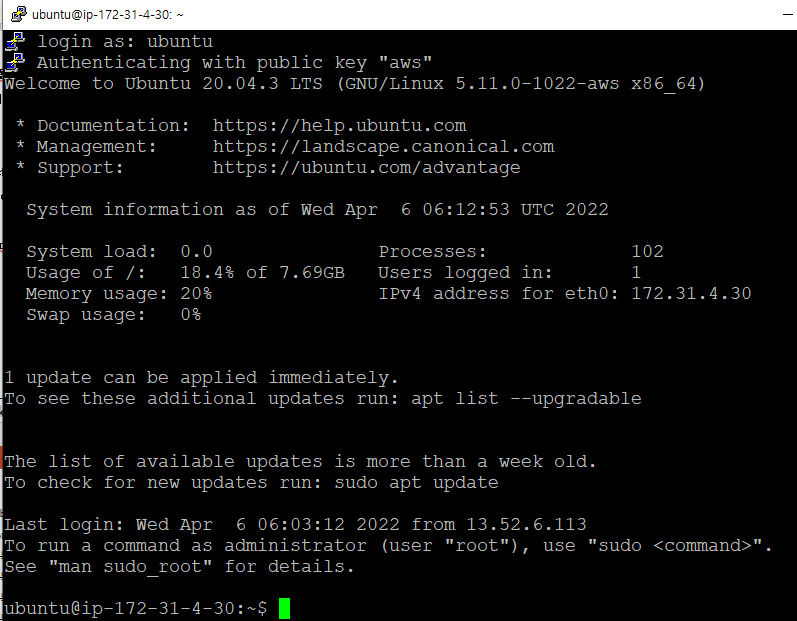 ubuntu@ip-172-31-4-30: ~
login as: ubuntu
Authenticating with public key "aws"
Welcome to Ubuntu 20.04.3 LTS (GNU/Linux 5.11.0-1022-aws x86_64)
* Documentation:  https://help.ubuntu.com
* Management:     https://landscape.canonical.com
* Support:        https://ubuntu.com/advantage
System information as of Wed Apr  6 06:12:53 UTC 2022
System load:  0.0               Processes:             102
Usage of /:   18.4% of 7.69GB   Users logged in:       1
Memory usage: 20%               IPv4 address for eth0: 172.31.4.30
Swap usage:   0%
1 update can be applied immediately.
To see these additional updates run: apt list --upgradable
The list of available updates is more than a week old.
To check for new updates run: sudo apt update
Last login: Wed Apr  6 06:03:12 2022 from 13.52.6.113
To run a command as administrator (user "root"), use "sudo <command>".
See "man sudo_root" for details.
ubuntu@ip-172-31-4-30:~$